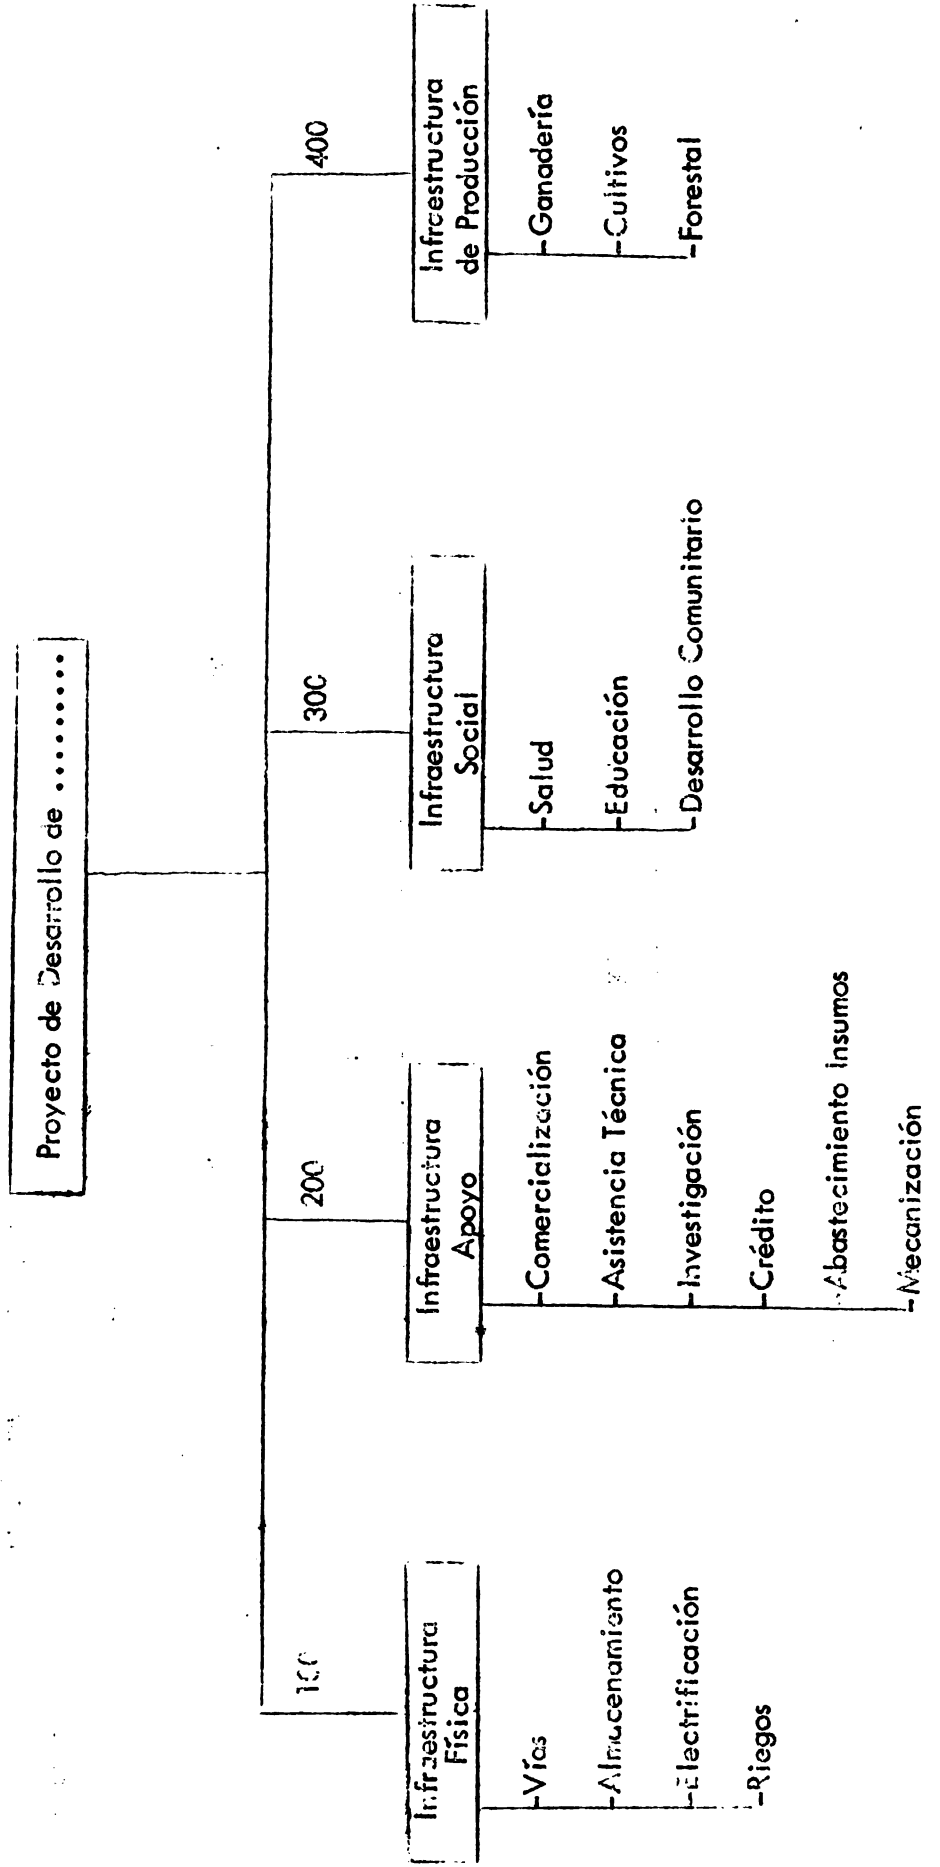 Proyecto de Desarrollo de .........
100
Infraestructura
Física
-Vías
-Almacenamiento
-Electrificación
-Riegos
200
Infraestructura
Apoyo
-Comercialización
-Asistencia Técnica
-Investigación
-Crédito
-Abastecimiento insumos
-Mecanización
300
Infraestructura
Social
-Salud
-Educación
-Desarrollo Comunitario
400
Infraestructura
de Producción
-Ganadería
-Cultivos
-Forestal